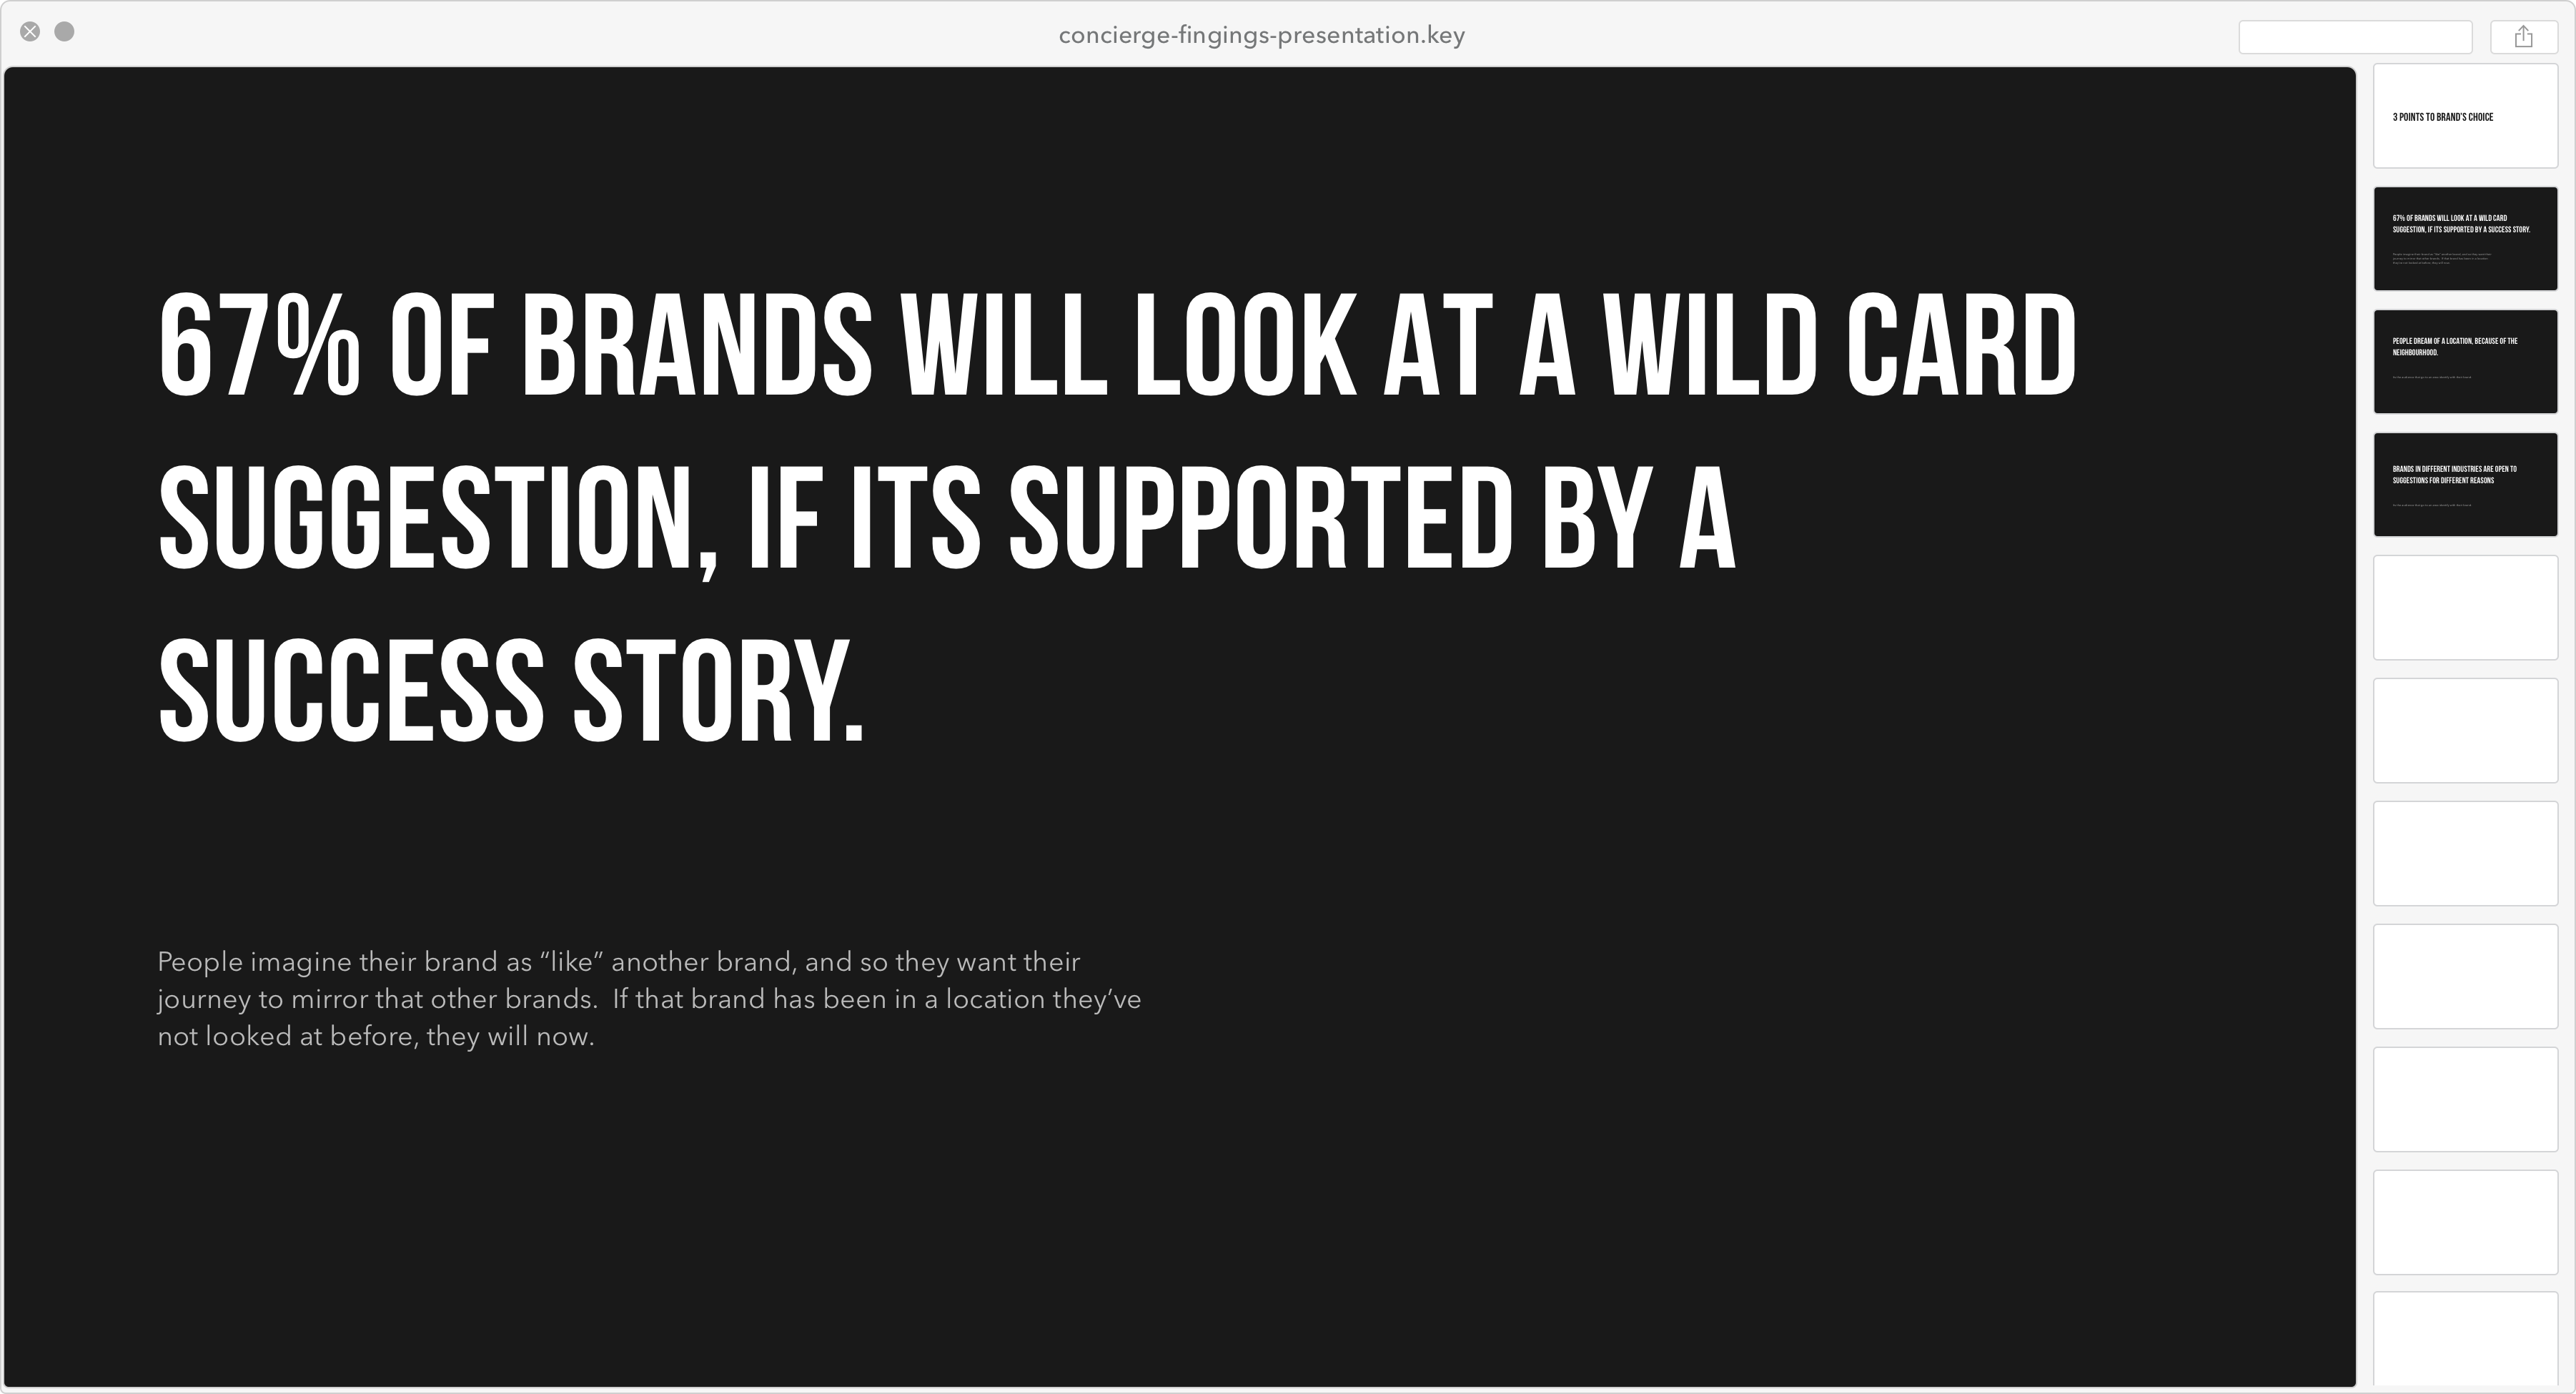 concierge-fingings-presentation.key
67% OF BRANDS WILL LOOK AT A WILD CARD
SUGGESTION, IF ITS SUPPORTED BY A
SUCCESS STORY.
People imagine their brand as “like” another brand, and so they want their
journey to mirror that other brands.  If that brand has been in a location they’ve
not looked at before, they will now.
3 POINTS TO BRAND'S CHOICE
67% OF BRANDS WILL LOOK AT A WILD CARD
SUGGESTION, IF ITS SUPPORTED BY A SUCCESS STORY.
PEOPLE DREAM OF A LOCATION, BECAUSE OF THE
NEIGHBOURHOOD.
BRANDS IN DIFFERENT INDUSTRIES ARE OPEN TO
SUGGESTIONS FOR DIFFERENT REASONS